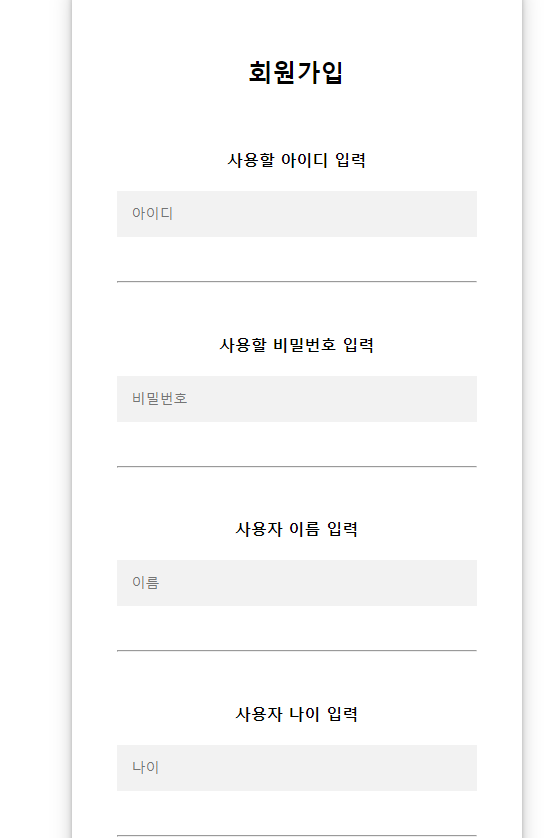 회원가입
사용할 아이디 입력
아이디
사용할 비밀번호 입력
비밀번호
사용자 이름 입력
이름
사용자 나이 입력
나이